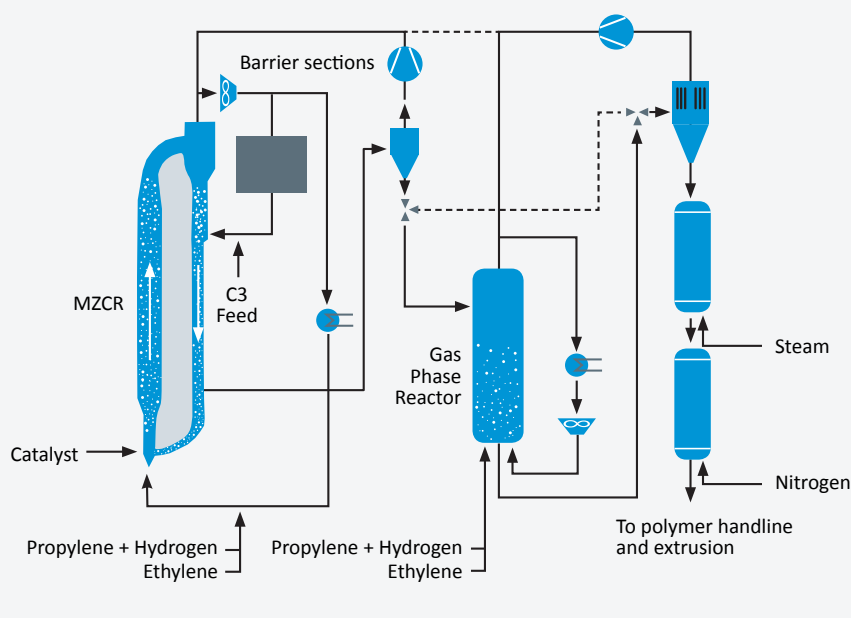 Barrier sections
MZCR
C3
Feed
Gas
Phase
Reactor
Steam
Catalyst
Nitrogen
To polymer handline
and extrusion
Propylene + Hydrogen
Ethylene
Propylene + Hydrogen
Ethylene